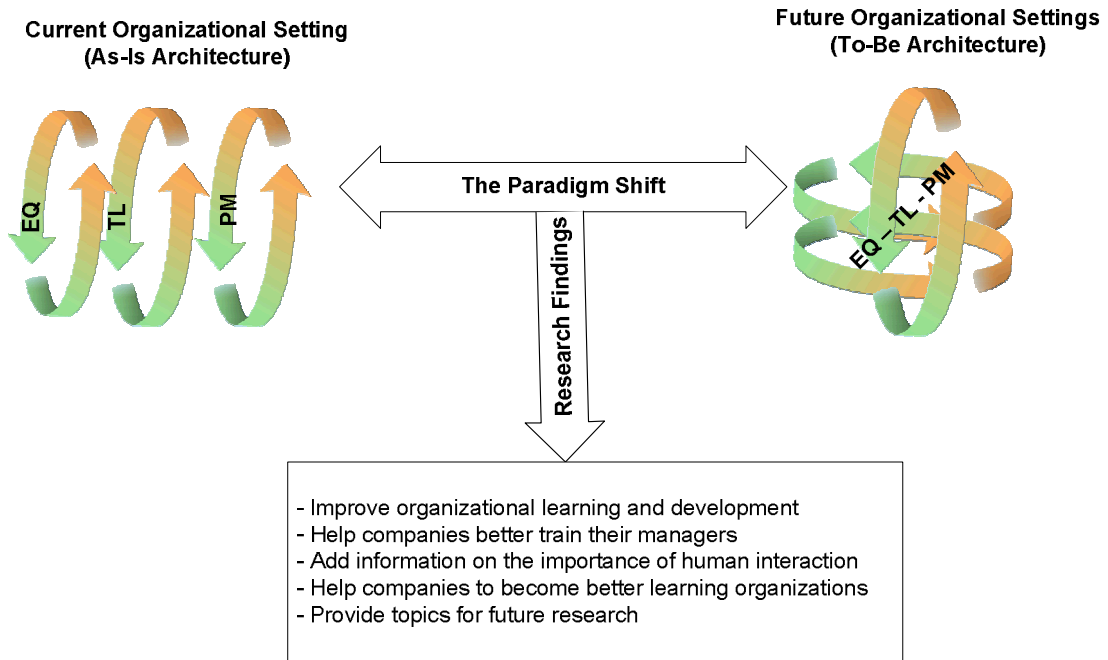 Current Organizational Setting
(As-Is Architecture)
Future Organizational Settings
(To-Be Architecture)
EQ
TL
PM
The Paradigm Shift
EQ – TL - PM
Research Findings
- Improve organizational learning and development
- Help companies better train their managers
- Add information on the importance of human interaction
- Help companies to become better learning organizations
- Provide topics for future research